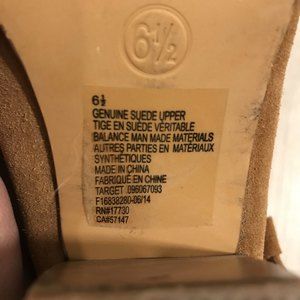 6½
6½
GENUINE SUEDE UPPER
TIGE EN SUÈDE VÉRITABLE
BALANCE MAN MADE MATERIALS
AUTRES PARTIES EN MATÉRIAUX
SYNTHÉTIQUES
MADE IN CHINA
FABRIQUÉ EN CHINE
TARGET 096067093
F16838280-06/14
RN#17730
CA#57147